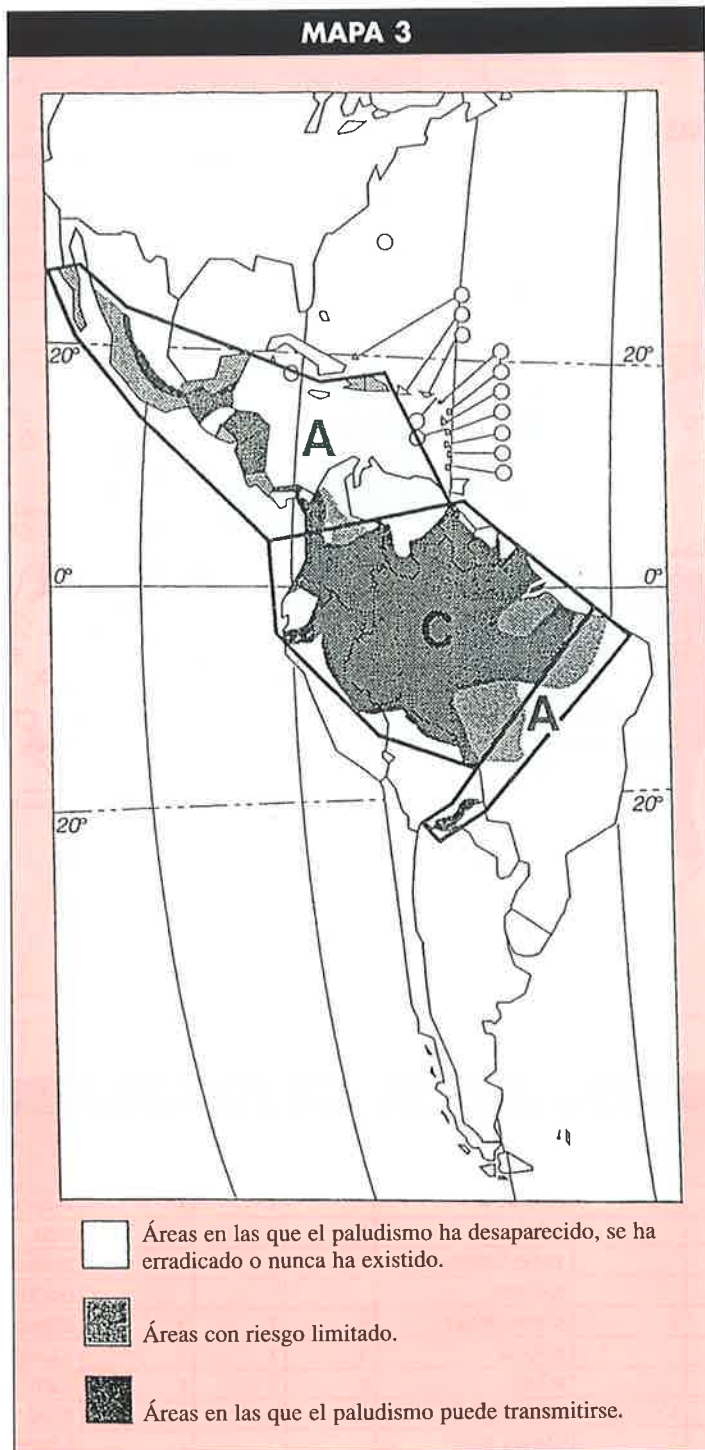 MAPA 3
20°
20°
A
0°
0°
C
A
20°
20°
Áreas en las que el paludismo ha desaparecido, se ha
erradicado o nunca ha existido.
Áreas con riesgo limitado.
Áreas en las que el paludismo puede transmitirse.